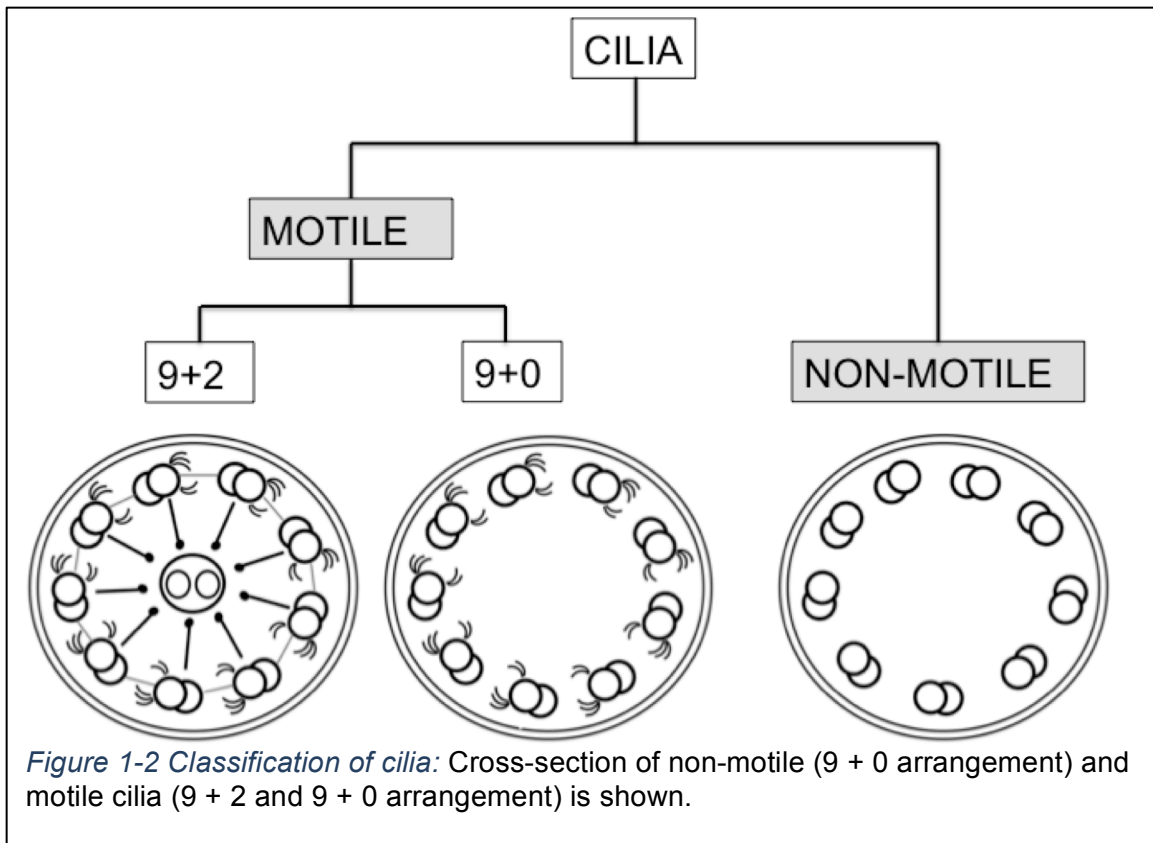 CILIA
MOTILE
9+2
9+0
NON-MOTILE
Figure 1-2 Classification of cilia: Cross-section of non-motile (9 + 0 arrangement) and
motile cilia (9 + 2 and 9 + 0 arrangement) is shown.